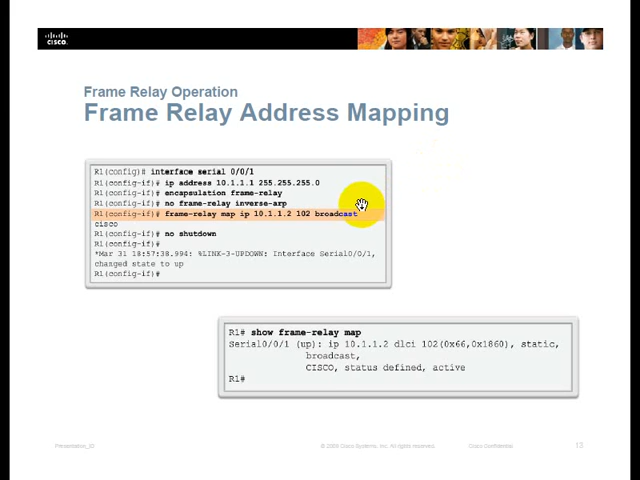 CISCO
Frame Relay Operation
Frame Relay Address Mapping
R1(config)# interface serial 0/0/1
R1(config-if)# ip address 10.1.1.1 255.255.255.0
R1(config-if)# encapsulation frame-relay
R1(config-if)# no frame-relay inverse-arp
R1(config-if)# frame-relay map ip 10.1.1.2 102 broadcast
cisco
R1(config-if)# no shutdown
R1(config-if)#
*Mar 31 18:57:38.994: %LINK-3-UPDOWN: Interface Serial0/0/1,
changed state to up
R1(config-if)#
R1# show frame-relay map
Serial0/0/1 (up): ip 10.1.1.2 dlci 102(0x66,0x1860), static,
broadcast,
CISCO, status defined, active
R1#
Presentation_ID
© 2008 Cisco Systems, Inc. All rights reserved.
Cisco Confidential
13